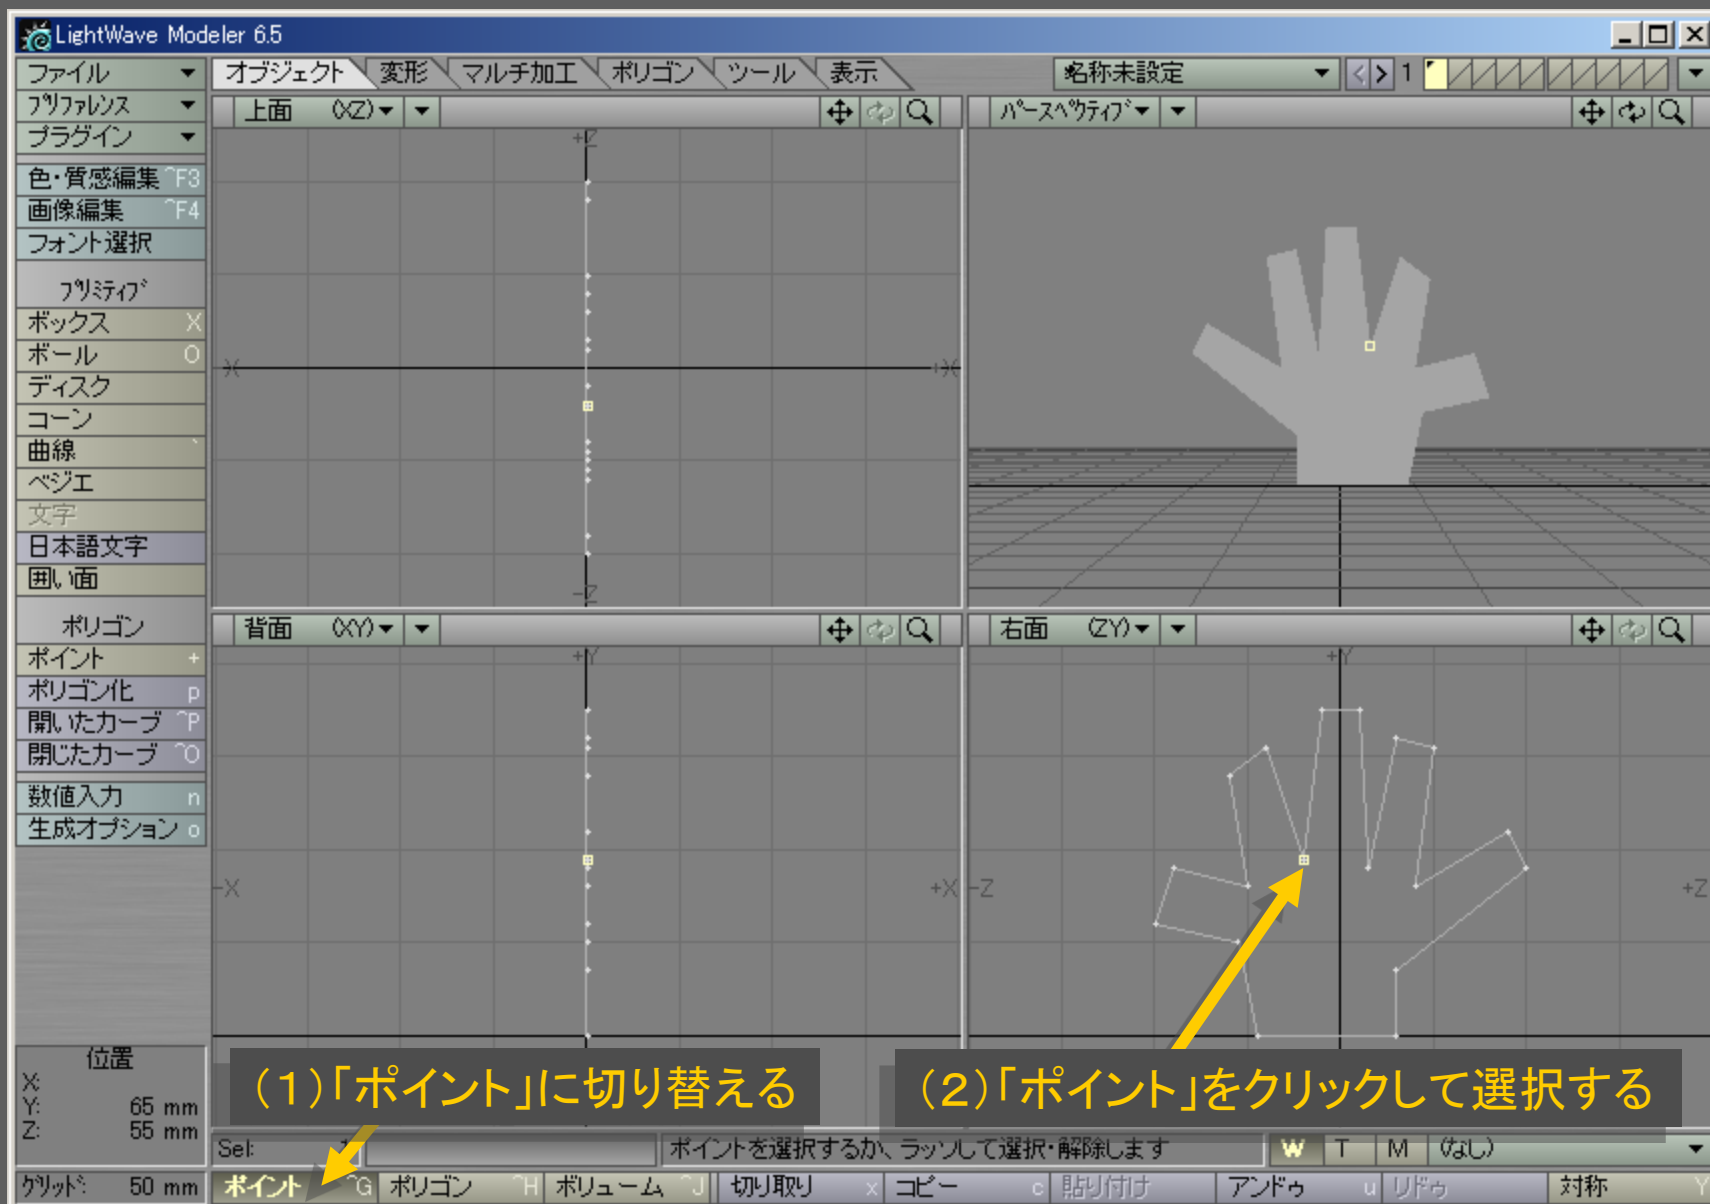 LightWave Modeler 6.5
ファイル
オブジェクト 変形 マルチ加工 ポリゴン ツール 表示
名称未設定 1
プリファレンス
プラグイン
上面 (XZ)
パースペクティブ
色・質感編集 ^F3
画像編集 ^F4
フォント選択
プリミティブ
ボックス X
ボール O
ディスク
コーン
曲線 `
ベジエ
文字
日本語文字
囲い面
ポリゴン
ポイント +
ポリゴン化 p
開いたカーブ ^P
閉じたカーブ ^O
数値入力 n
生成オプション o
+Z
-X +X
-Z
背面 (XY)
右面 (ZY)
+Y
-X +X
+Y
-Z +Z
(1)「ポイント」に切り替える
(2)「ポイント」をクリックして選択する
位置
X:
Y: 65 mm
Z: 55 mm
Sel: 1
ポイントを選択するか、ラッソして選択・解除します
W T M (なし)
グリッド: 50 mm
ポイント ^G ポリゴン ^H ボリューム ^J 切り取り x コピー c 貼り付け アンドゥ u リドゥ 対称 Y